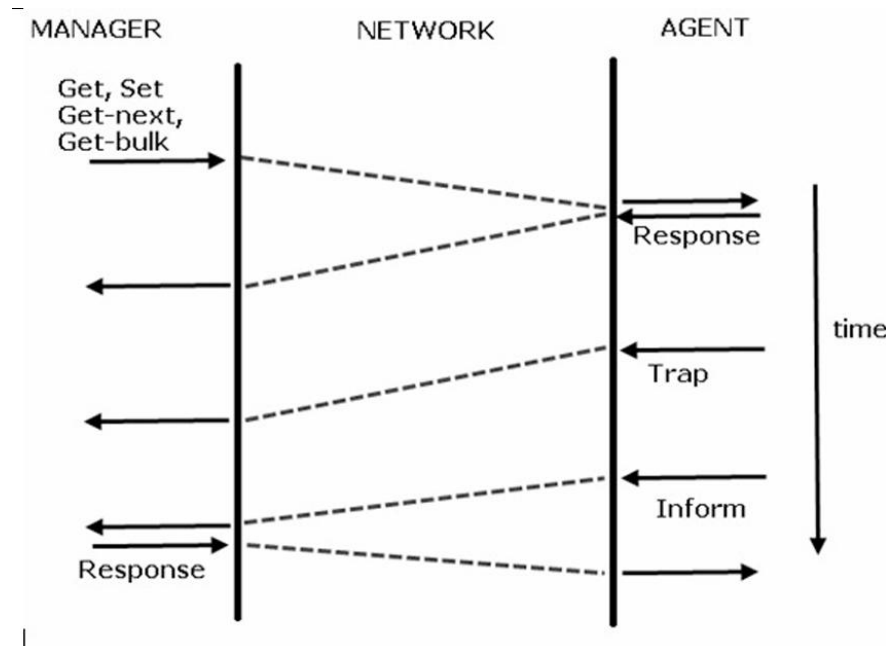 MANAGER
NETWORK
AGENT
Get, Set
Get-next,
Get-bulk
Response
time
Trap
Inform
Response